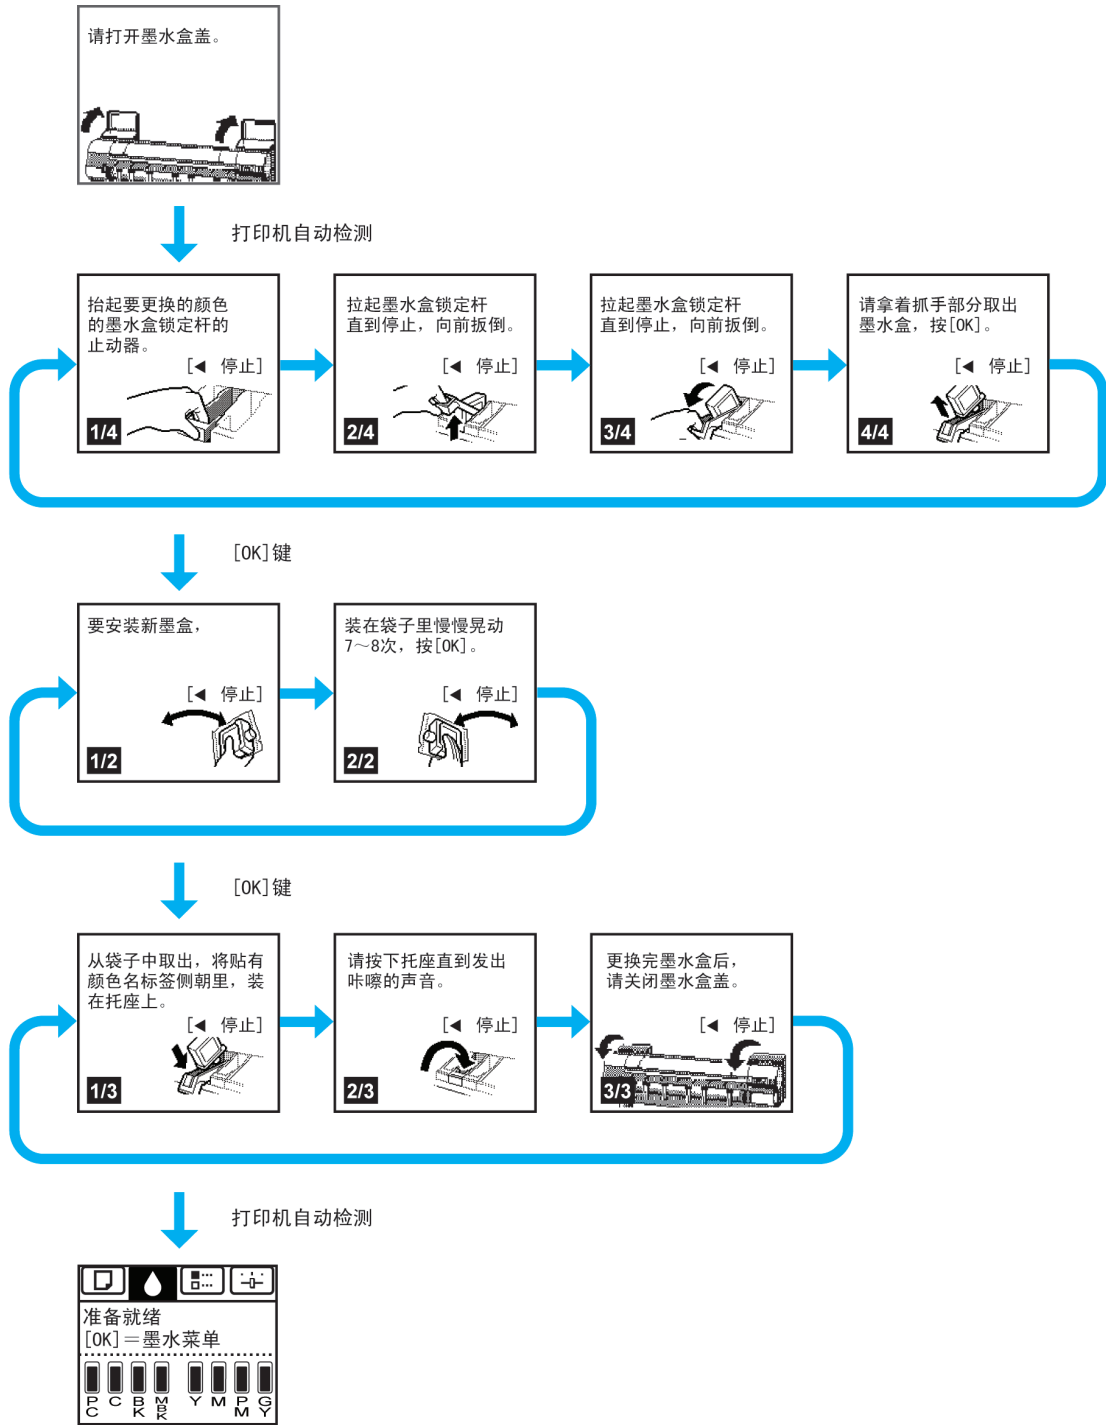 请打开墨水盒盖。
打印机自动检测
抬起要更换的颜色
的墨水盒锁定杆的
止动器。
[◀ 停止]
1/4
拉起墨水盒锁定杆
直到停止，向前扳倒。
[◀ 停止]
2/4
拉起墨水盒锁定杆
直到停止，向前扳倒。
[◀ 停止]
3/4
请拿着抓手部分取出
墨水盒，按[OK]。
[◀ 停止]
4/4
[OK]键
要安装新墨盒，
[◀ 停止]
1/2
装在袋子里慢慢晃动
7～8次，按[OK]。
[◀ 停止]
2/2
[OK]键
从袋子中取出，将贴有
颜色名标签侧朝里，装
在托座上。
[◀ 停止]
1/3
请按下托座直到发出
咔嚓的声音。
[◀ 停止]
2/3
更换完墨水盒后，
请关闭墨水盒盖。
[◀ 停止]
3/3
打印机自动检测
准备就绪
[OK]＝墨水菜单
PC C BK MBK Y M PM GY